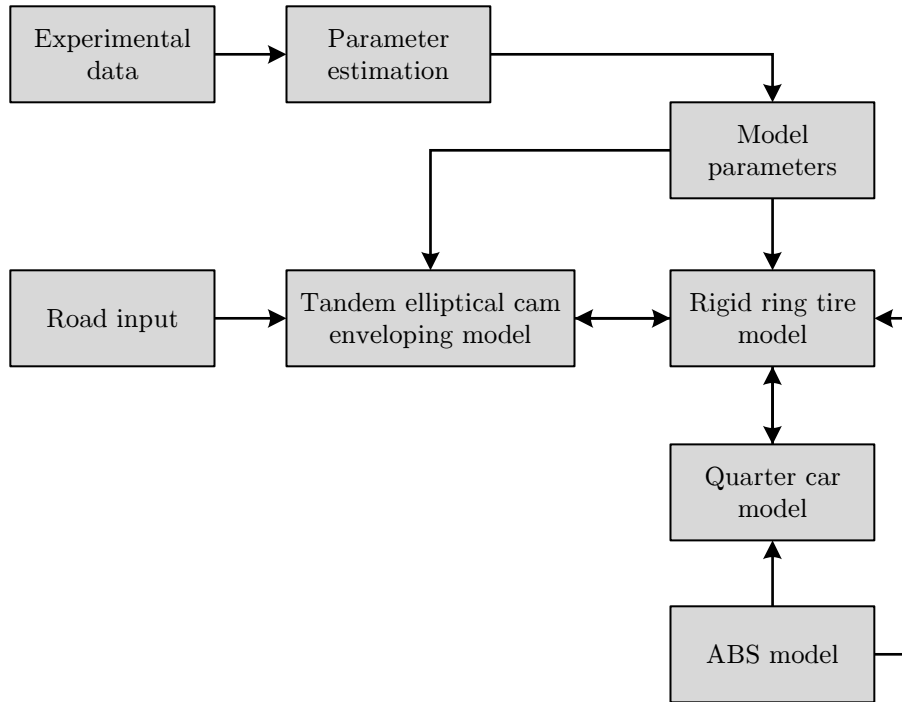 Experimental
data
Parameter
estimation
Model
parameters
Road input
Tandem elliptical cam
enveloping model
Rigid ring tire
model
Quarter car
model
ABS model